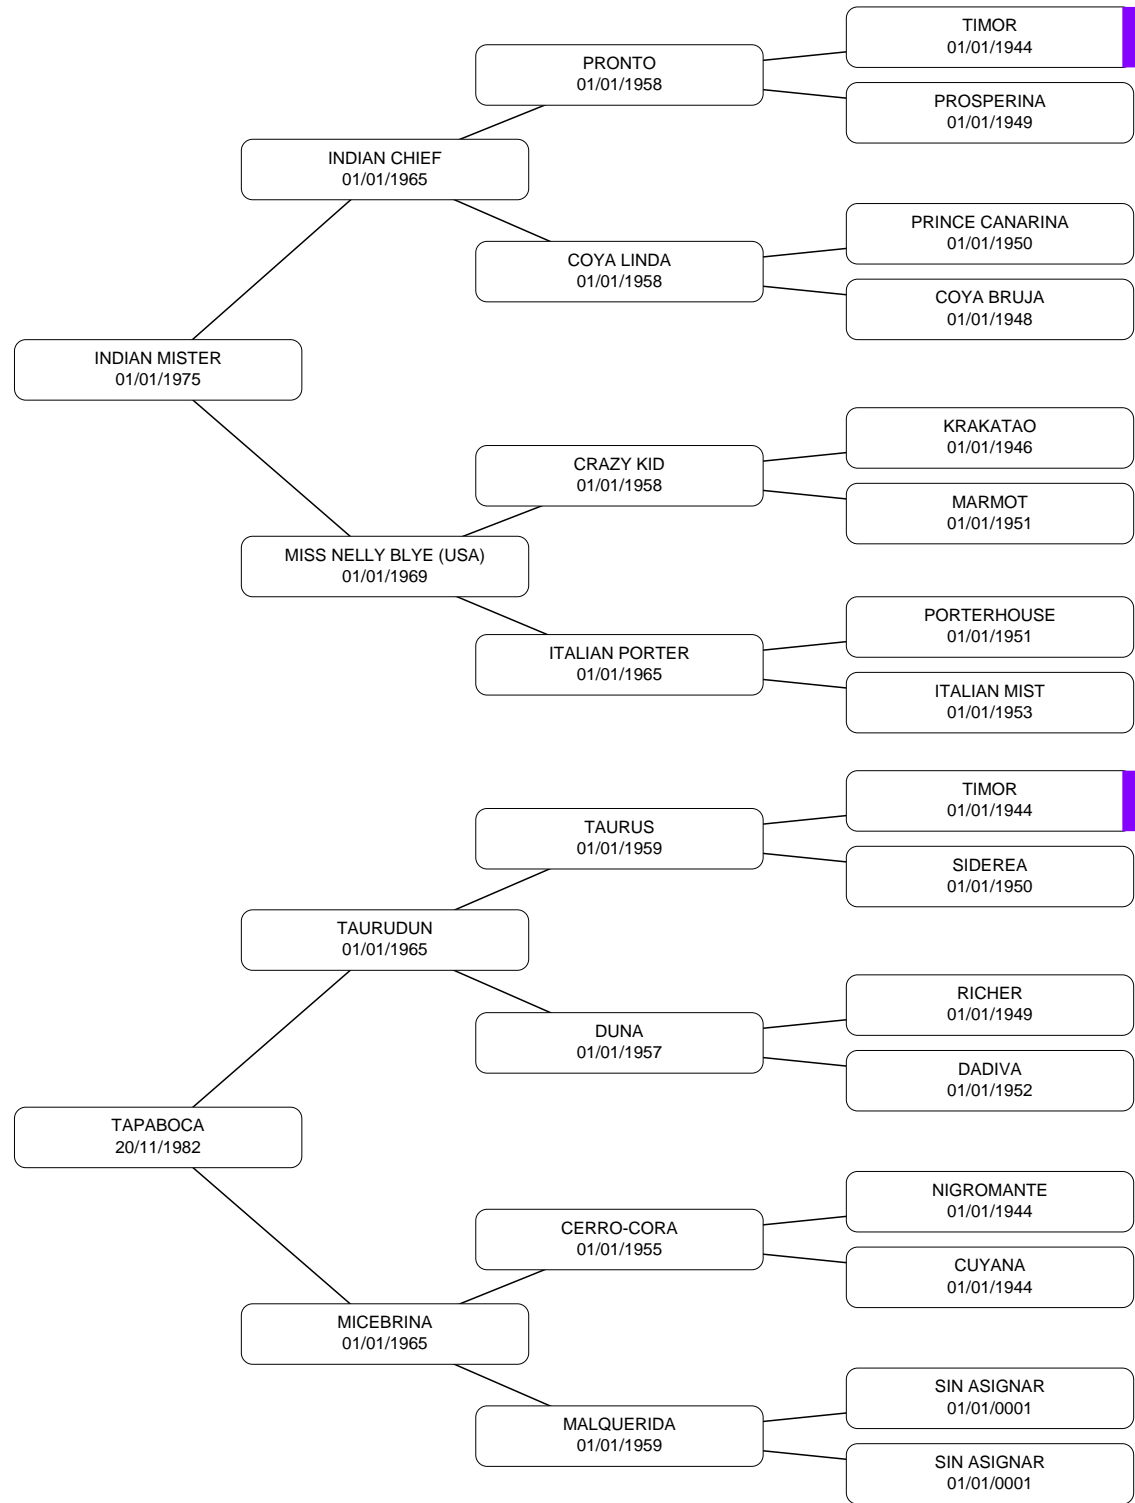 TIMOR
01/01/1944
PRONTO
01/01/1958
PROSPERINA
01/01/1949
INDIAN CHIEF
01/01/1965
PRINCE CANARINA
01/01/1950
COYA LINDA
01/01/1958
COYA BRUJA
01/01/1948
INDIAN MISTER
01/01/1975
KRAKATAO
01/01/1946
CRAZY KID
01/01/1958
MARMOT
01/01/1951
MISS NELLY BLYE (USA)
01/01/1969
PORTERHOUSE
01/01/1951
ITALIAN PORTER
01/01/1965
ITALIAN MIST
01/01/1953
TIMOR
01/01/1944
TAURUS
01/01/1959
SIDEREA
01/01/1950
TAURUDUN
01/01/1965
RICHER
01/01/1949
DUNA
01/01/1957
DADIVA
01/01/1952
TAPABOCA
20/11/1982
NIGROMANTE
01/01/1944
CERRO-CORA
01/01/1955
CUYANA
01/01/1944
MICEBRINA
01/01/1965
SIN ASIGNAR
01/01/0001
MALQUERIDA
01/01/1959
SIN ASIGNAR
01/01/0001